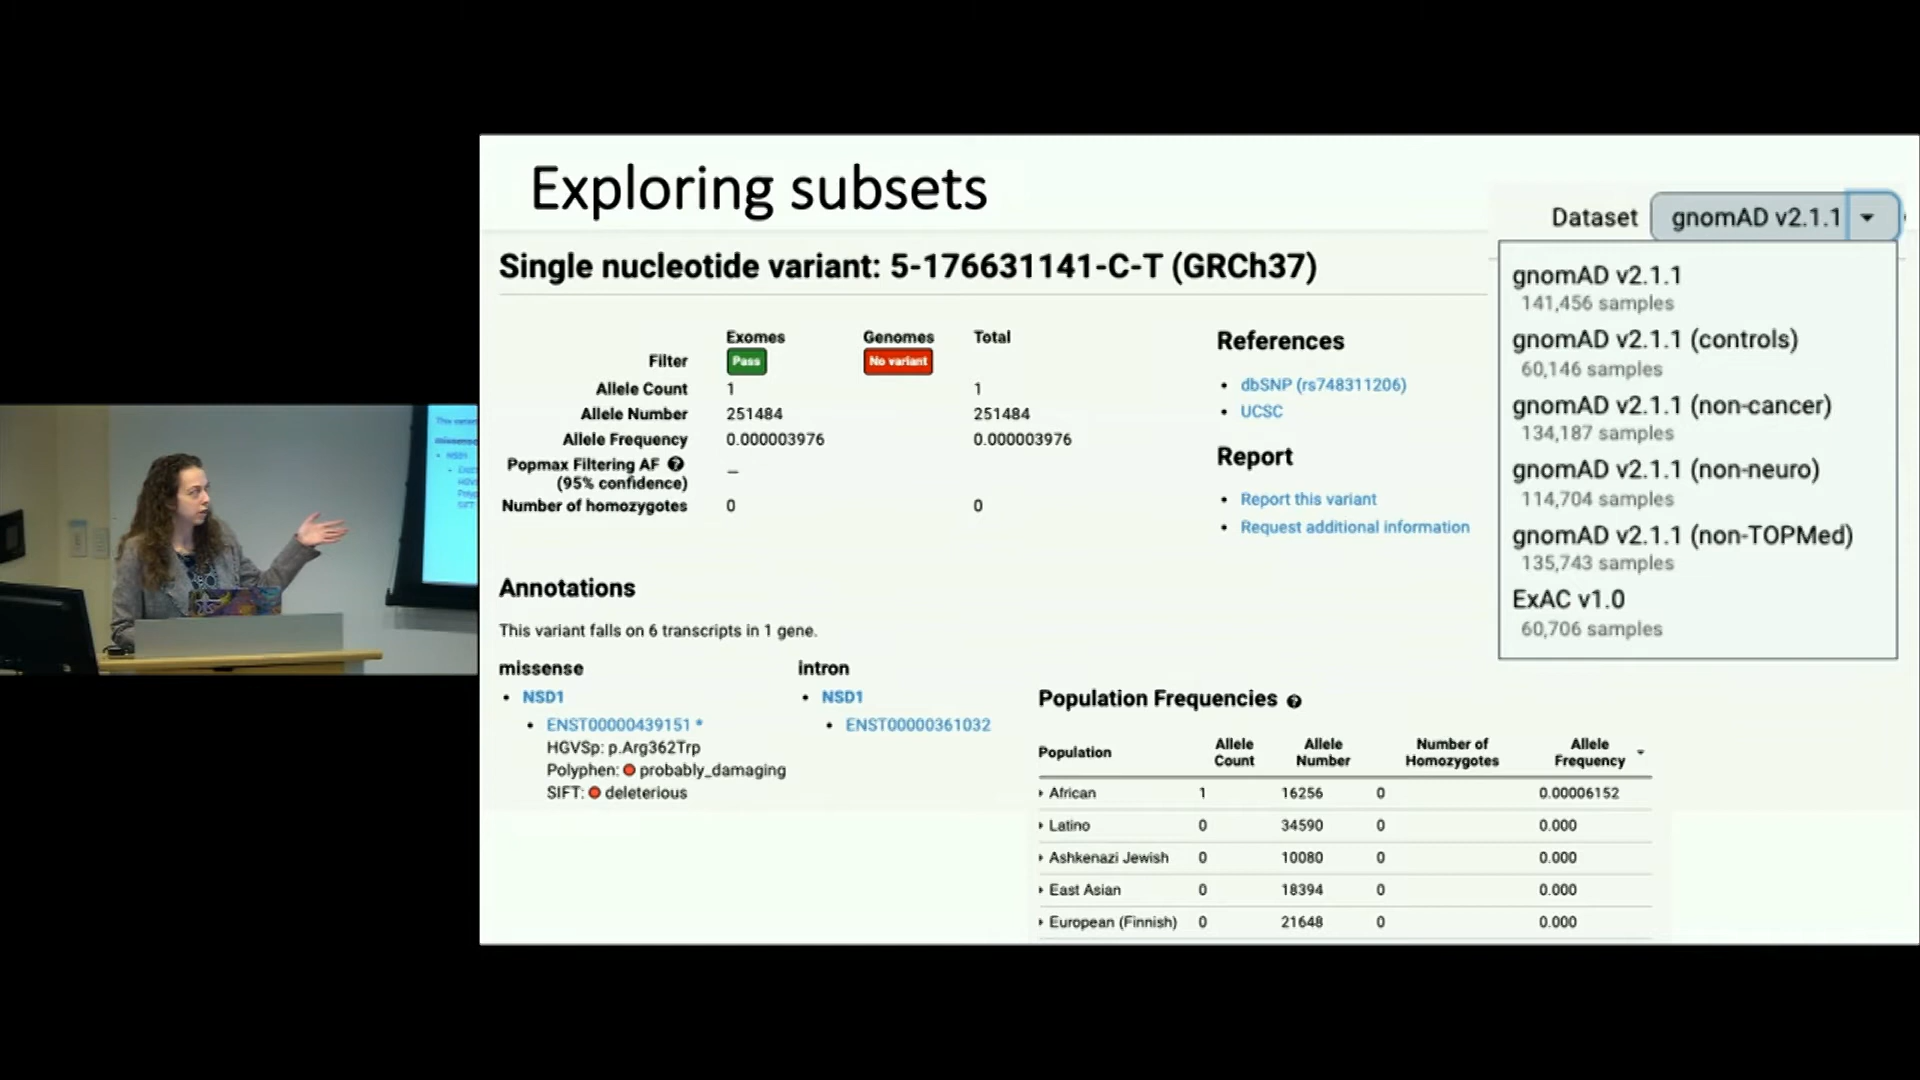 Exploring subsets
Dataset gnomAD v2.1.1
Single nucleotide variant: 5-176631141-C-T (GRCh37)
Exomes Genomes Total
Filter Pass No variant
Allele Count 1 1
Allele Number 251484 251484
Allele Frequency 0.000003976 0.000003976
Popmax Filtering AF ?
(95% confidence) –
Number of homozygotes 0 0
References
• dbSNP (rs748311206)
• UCSC
Report
• Report this variant
• Request additional information
gnomAD v2.1.1
141,456 samples
gnomAD v2.1.1 (controls)
60,146 samples
gnomAD v2.1.1 (non-cancer)
134,187 samples
gnomAD v2.1.1 (non-neuro)
114,704 samples
gnomAD v2.1.1 (non-TOPMed)
135,743 samples
ExAC v1.0
60,706 samples
Annotations
This variant falls on 6 transcripts in 1 gene.
missense
• NSD1
• ENST00000439151 *
HGVSp: p.Arg362Trp
Polyphen: probably_damaging
SIFT: deleterious
intron
• NSD1
• ENST00000361032
Population Frequencies ?
Population Allele Count Allele Number Number of Homozygotes Allele Frequency
African 1 16256 0 0.00006152
Latino 0 34590 0 0.000
Ashkenazi Jewish 0 10080 0 0.000
East Asian 0 18394 0 0.000
European (Finnish) 0 21648 0 0.000